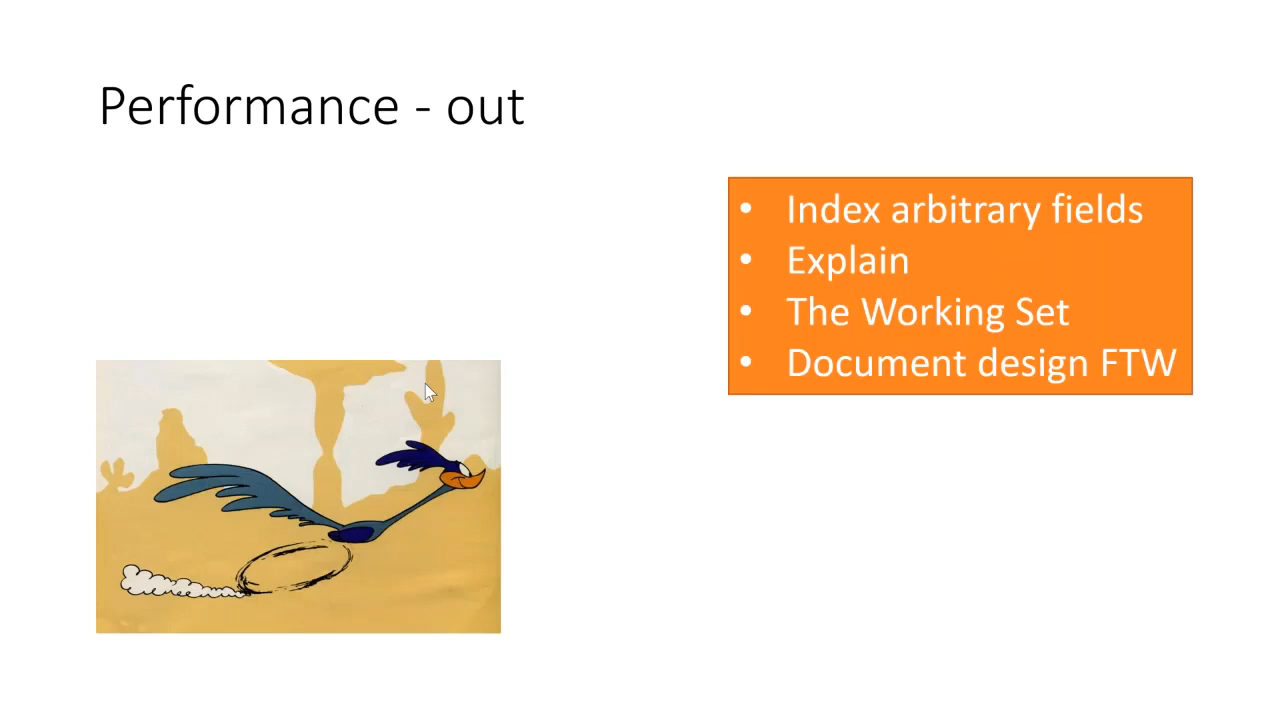 Performance - out
• Index arbitrary fields
• Explain
• The Working Set
• Document design FTW